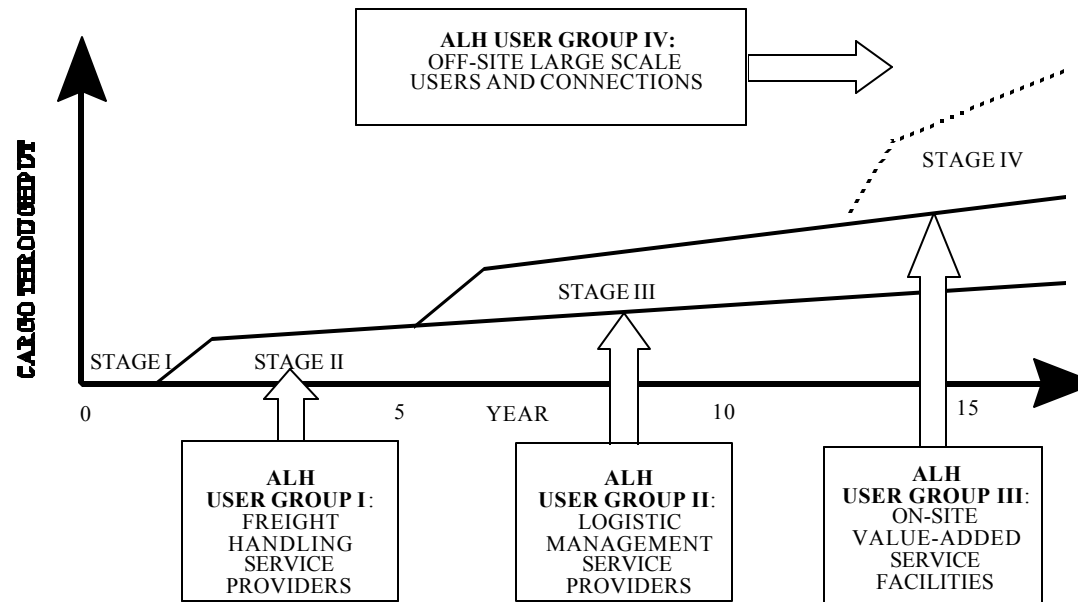 ALH USER GROUP IV:
OFF-SITE LARGE SCALE
USERS AND CONNECTIONS
STAGE IV
CARGO THROUGHPUT
STAGE III
STAGE I
STAGE II
0
5
YEAR
10
15
ALH
USER GROUP I:
FREIGHT
HANDLING
SERVICE
PROVIDERS
ALH
USER GROUP II:
LOGISTIC
MANAGEMENT
SERVICE
PROVIDERS
ALH
USER GROUP III:
ON-SITE
VALUE-ADDED
SERVICE
FACILITIES